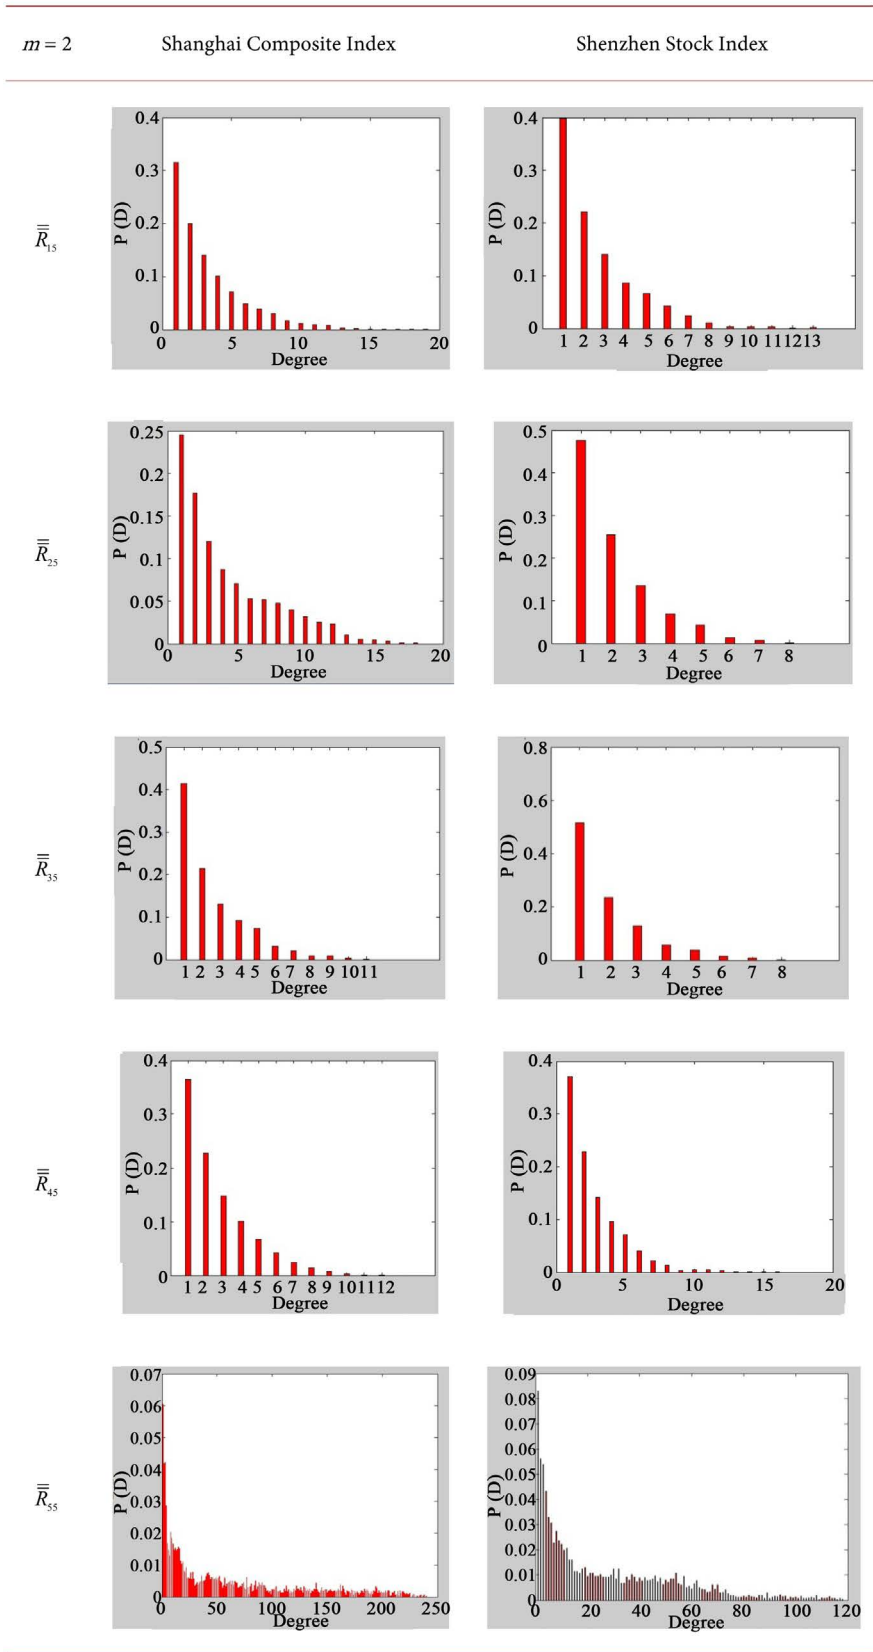 m = 2 Shanghai Composite Index Shenzhen Stock Index
R̿15
0.4
0.3
0.2
0.1
0
P (D)
0 5 10 15 20
Degree
0.4
0.3
0.2
0.1
0
P (D)
1 2 3 4 5 6 7 8 9 10 11 12 13
Degree
R̿25
0.25
0.2
0.15
0.1
0.05
0
P (D)
0 5 10 15 20
Degree
0.5
0.4
0.3
0.2
0.1
0
P (D)
1 2 3 4 5 6 7 8
Degree
R̿35
0.5
0.4
0.3
0.2
0.1
0
P (D)
1 2 3 4 5 6 7 8 9 10 11
Degree
0.8
0.6
0.4
0.2
0
P (D)
1 2 3 4 5 6 7 8
Degree
R̿45
0.4
0.3
0.2
0.1
0
P (D)
1 2 3 4 5 6 7 8 9 10 11 12
Degree
0.4
0.3
0.2
0.1
0
P (D)
0 5 10 15 20
Degree
R̿55
0.07
0.06
0.05
0.04
0.03
0.02
0.01
0
P (D)
0 50 100 150 200 250
Degree
0.09
0.08
0.07
0.06
0.05
0.04
0.03
0.02
0.01
0
P (D)
0 20 40 60 80 100 120
Degree